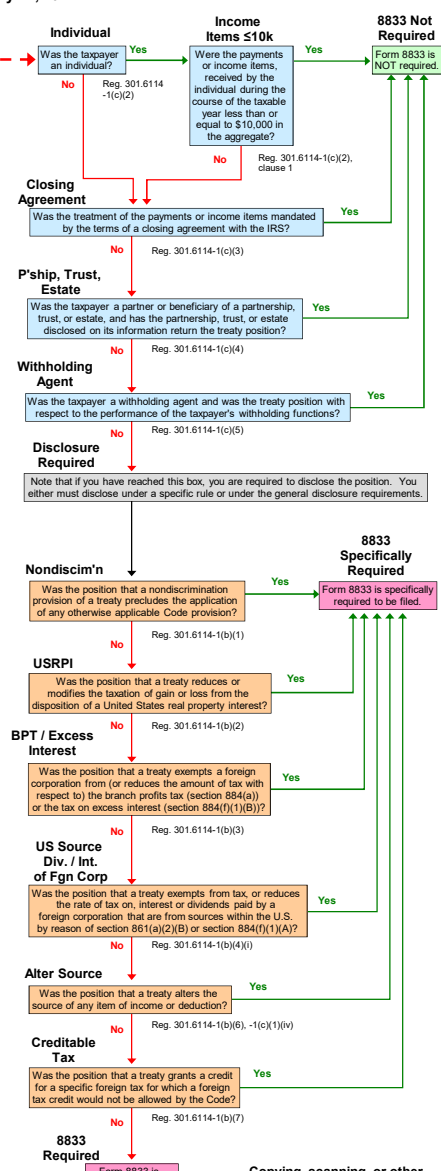 Individual
Income
Items ≤10k
8833 Not
Required
Was the taxpayer
an individual?
Yes
Were the payments
or income items,
received by the
individual during the
course of the taxable
year less than or
equal to $10,000 in
the aggregate?
Yes
Form 8833 is
NOT required.
No
Reg. 301.6114
-1(c)(2)
No
Reg. 301.6114-1(c)(2),
clause 1
Closing
Agreement
Was the treatment of the payments or income items mandated
by the terms of a closing agreement with the IRS?
Yes
No
Reg. 301.6114-1(c)(3)
P'ship, Trust,
Estate
Was the taxpayer a partner or beneficiary of a partnership,
trust, or estate, and has the partnership, trust, or estate
disclosed on its information return the treaty position?
Yes
No
Reg. 301.6114-1(c)(4)
Withholding
Agent
Was the taxpayer a withholding agent and was the treaty position with
respect to the performance of the taxpayer's withholding functions?
Yes
No
Reg. 301.6114-1(c)(5)
Disclosure
Required
Note that if you have reached this box, you are required to disclose the position. You
either must disclose under a specific rule or under the general disclosure requirements.
8833
Specifically
Required
Nondiscim'n
Was the position that a nondiscrimination
provision of a treaty precludes the application
of any otherwise applicable Code provision?
Yes
Form 8833 is specifically
required to be filed.
No
Reg. 301.6114-1(b)(1)
USRPI
Was the position that a treaty reduces or
modifies the taxation of gain or loss from the
disposition of a United States real property interest?
Yes
No
Reg. 301.6114-1(b)(2)
BPT / Excess
Interest
Was the position that a treaty exempts a foreign
corporation from (or reduces the amount of tax with
respect to) the branch profits tax (section 884(a))
or the tax on excess interest (section 884(f)(1)(B))?
Yes
No
Reg. 301.6114-1(b)(3)
US Source
Div. / Int.
of Fgn Corp
Was the position that a treaty exempts from tax, or reduces
the rate of tax on, interest or dividends paid by a
foreign corporation that are from sources within the U.S.
by reason of section 861(a)(2)(B) or section 884(f)(1)(A)?
Yes
No
Reg. 301.6114-1(b)(4)(i)
Alter Source
Was the position that a treaty alters the
source of any item of income or deduction?
Yes
No
Reg. 301.6114-1(b)(6), -1(c)(1)(iv)
Creditable
Tax
Was the position that a treaty grants a credit
for a specific foreign tax for which a foreign
tax credit would not be allowed by the Code?
Yes
No
Reg. 301.6114-1(b)(7)
8833
Required
Form 8833 is
Copying, scanning, or other